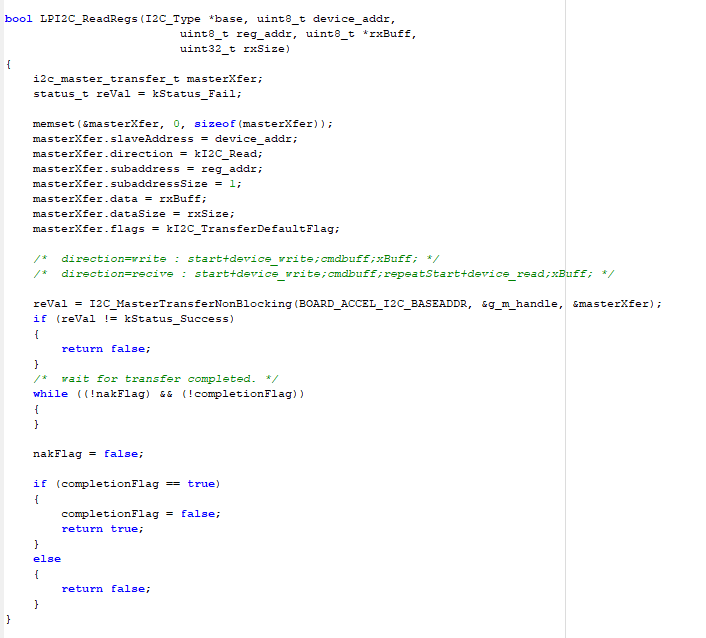 bool LPI2C_ReadRegs(I2C_Type *base, uint8_t device_addr,
                         uint8_t reg_addr, uint8_t *rxBuff,
                         uint32_t rxSize)
{
    i2c_master_transfer_t masterXfer;
    status_t reVal = kStatus_Fail;

    memset(&masterXfer, 0, sizeof(masterXfer));
    masterXfer.slaveAddress = device_addr;
    masterXfer.direction = kI2C_Read;
    masterXfer.subaddress = reg_addr;
    masterXfer.subaddressSize = 1;
    masterXfer.data = rxBuff;
    masterXfer.dataSize = rxSize;
    masterXfer.flags = kI2C_TransferDefaultFlag;

    /*  direction=write : start+device_write;cmdbuff;xBuff; */
    /*  direction=recive : start+device_write;cmdbuff;repeatStart+device_read;xBuff; */

    reVal = I2C_MasterTransferNonBlocking(BOARD_ACCEL_I2C_BASEADDR, &g_m_handle, &masterXfer);
    if (reVal != kStatus_Success)
    {
        return false;
    }
    /*  wait for transfer completed. */
    while ((!nakFlag) && (!completionFlag))
    {
    }

    nakFlag = false;

    if (completionFlag == true)
    {
        completionFlag = false;
        return true;
    }
    else
    {
        return false;
    }
}